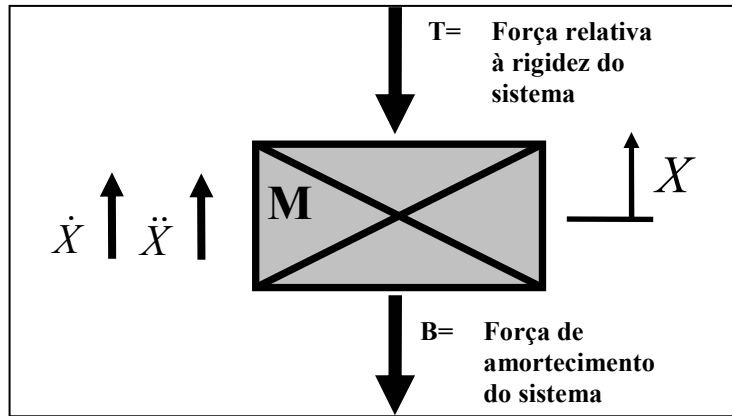 T= Força relativa
à rigidez do
sistema
M
X
Ẋ Ẍ
B= Força de
amortecimento
do sistema